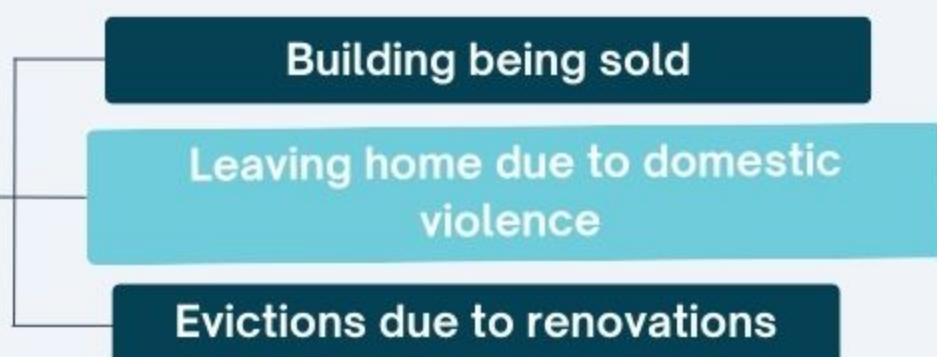 Building being sold
Leaving home due to domestic
violence
Evictions due to renovations